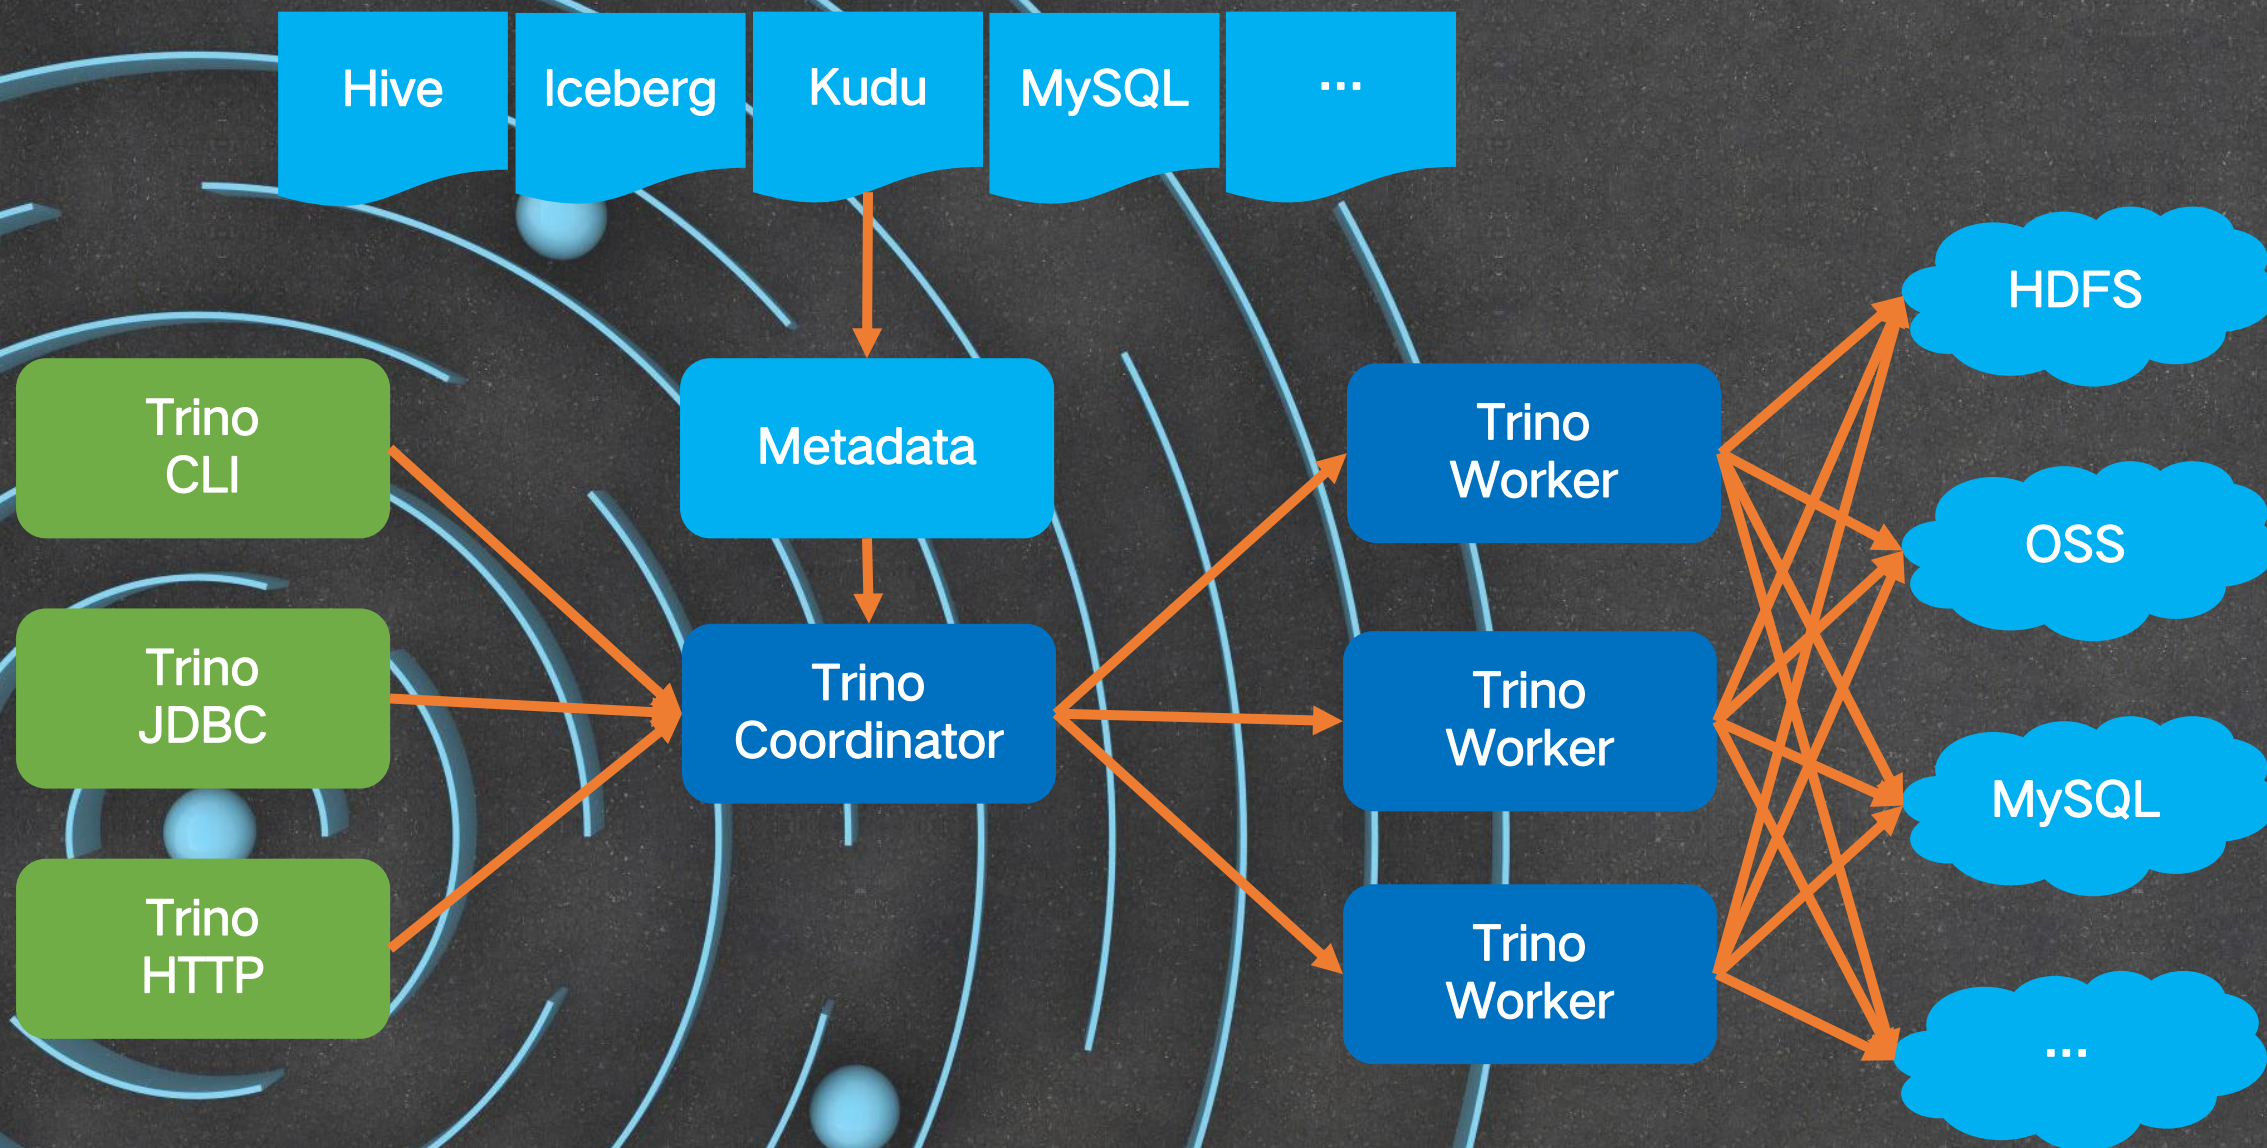 Hive
Iceberg
Kudu
MySQL
...
Trino
CLI
Metadata
Trino
Worker
HDFS
OSS
Trino
JDBC
Trino
Coordinator
Trino
Worker
MySQL
Trino
HTTP
Trino
Worker
...